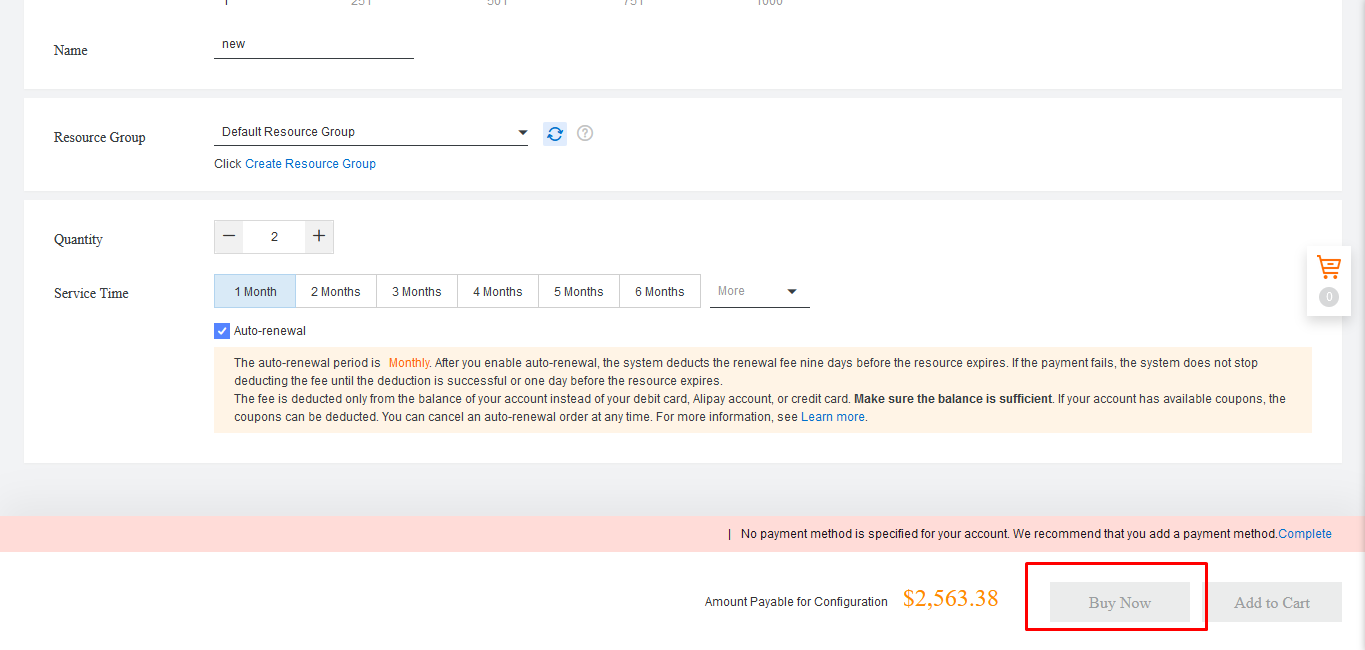 1 251 501 751 1000
Name new
Resource Group Default Resource Group ?
Click Create Resource Group
Quantity − 2 +
Service Time 1 Month 2 Months 3 Months 4 Months 5 Months 6 Months More
0
Auto-renewal
The auto-renewal period is Monthly. After you enable auto-renewal, the system deducts the renewal fee nine days before the resource expires. If the payment fails, the system does not stop
deducting the fee until the deduction is successful or one day before the resource expires.
The fee is deducted only from the balance of your account instead of your debit card, Alipay account, or credit card. Make sure the balance is sufficient. If your account has available coupons, the
coupons can be deducted. You can cancel an auto-renewal order at any time. For more information, see Learn more.
| No payment method is specified for your account. We recommend that you add a payment method.Complete
Amount Payable for Configuration $2,563.38 Buy Now Add to Cart